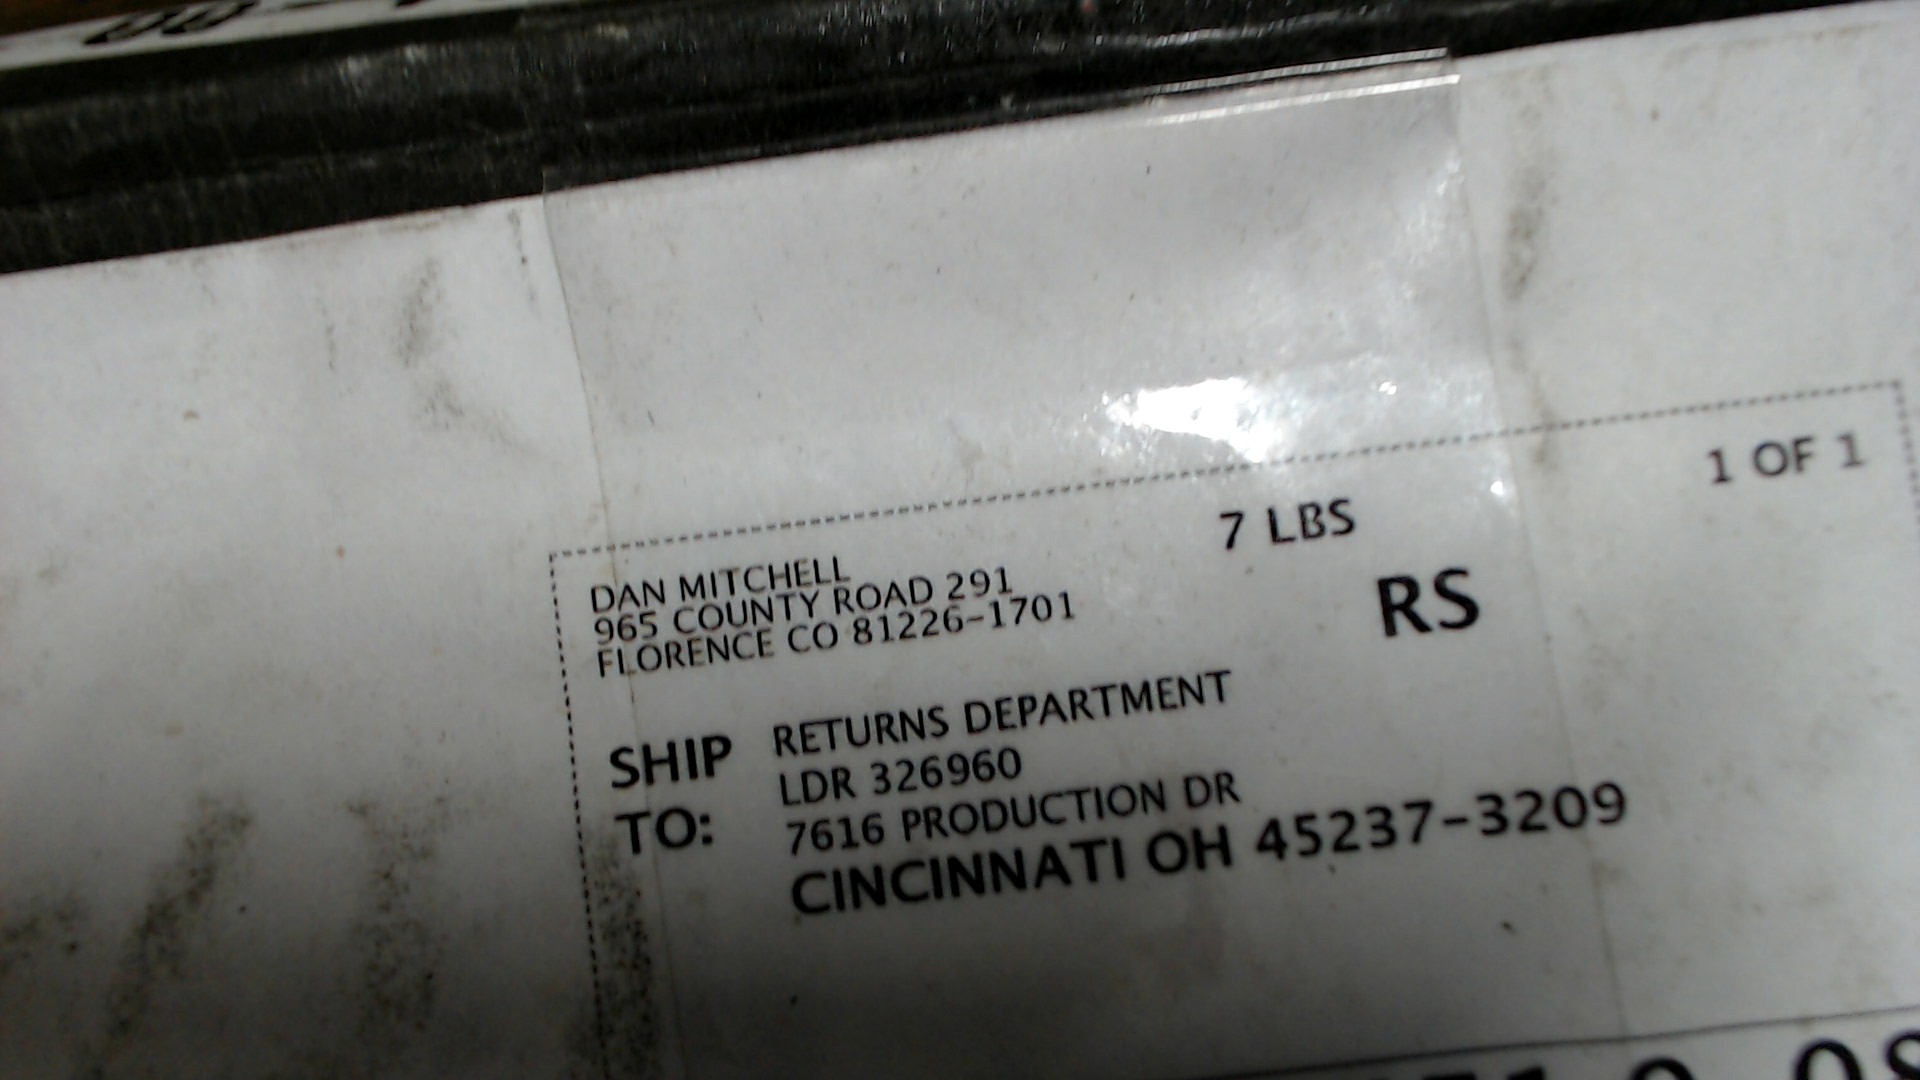 DAN MITCHELL
965 COUNTY ROAD 291
FLORENCE CO 81226-1701
7 LBS
1 OF 1
RS
SHIP TO:
RETURNS DEPARTMENT
LDR 326960
7616 PRODUCTION DR
CINCINNATI OH 45237-3209